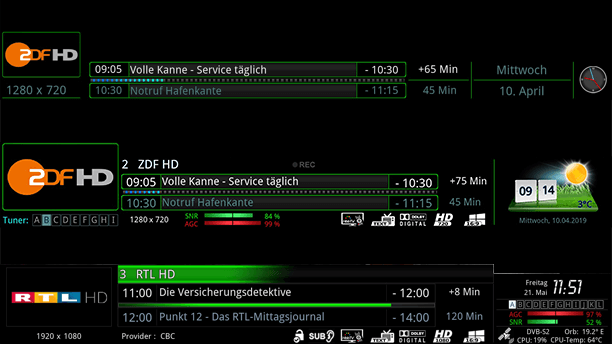 2DF HD
09:05 Volle Kanne - Service täglich - 10:30 +65 Min Mittwoch
1280 x 720 10:30 Notruf Hafenkante - 11:15 45 Min 10. April
2DF HD
2 ZDF HD REC
09:05 Volle Kanne - Service täglich - 10:30 +75 Min
10:30 Notruf Hafenkante - 11:15 45 Min
09 14 3°C
Tuner: A B C D E F G H I 1280 x 720 SNR 84 % AGC 99 % TEXT DOLBY DIGITAL HD 720 16:9
Mittwoch, 10.04.2019
RTL HD
3 RTL HD
11:00 Die Versicherungsdetektive - 12:00 +8 Min
12:00 Punkt 12 - Das RTL-Mittagsjournal - 14:00 120 Min
1920 x 1080 Provider : CBC SUB DOLBY DIGITAL HD 1080 16:9
Freitag 21. Mai 11:51
A B C D E F G H I J K L
AGC 97 %
SNR 52 %
DVB-S2 Orb: 19.2° E
CPU: 19% CPU-Temp: 64°C